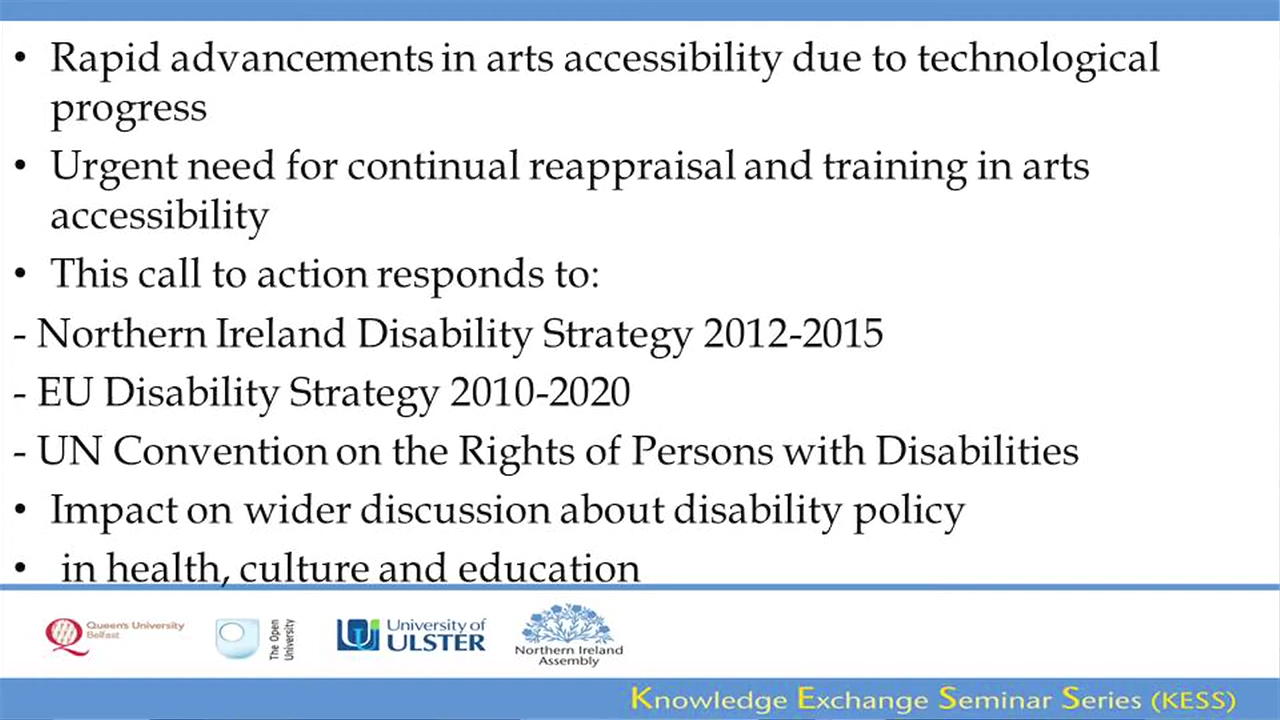 • Rapid advancements in arts accessibility due to technological
progress
• Urgent need for continual reappraisal and training in arts
accessibility
• This call to action responds to:
- Northern Ireland Disability Strategy 2012-2015
- EU Disability Strategy 2010-2020
- UN Convention on the Rights of Persons with Disabilities
• Impact on wider discussion about disability policy
• in health, culture and education
Queen's University
Belfast
The Open
University
University of
ULSTER
Northern Ireland
Assembly
Knowledge Exchange Seminar Series (KESS)